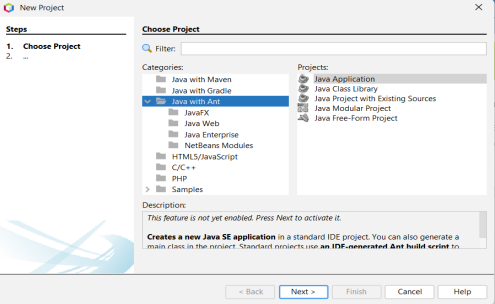 New Project
Steps
1. Choose Project
2. ...
Choose Project
Filter:
Categories:
Java with Maven
Java with Gradle
Java with Ant
JavaFX
Java Web
Java Enterprise
NetBeans Modules
HTML5/JavaScript
C/C++
PHP
Samples
Projects:
Java Application
Java Class Library
Java Project with Existing Sources
Java Modular Project
Java Free-Form Project
Description:
This feature is not yet enabled. Press Next to activate it.
Creates a new Java SE application in a standard IDE project. You can also generate a
main class in the project. Standard projects use an IDE-generated Ant build script to
< Back
Next >
Finish
Cancel
Help